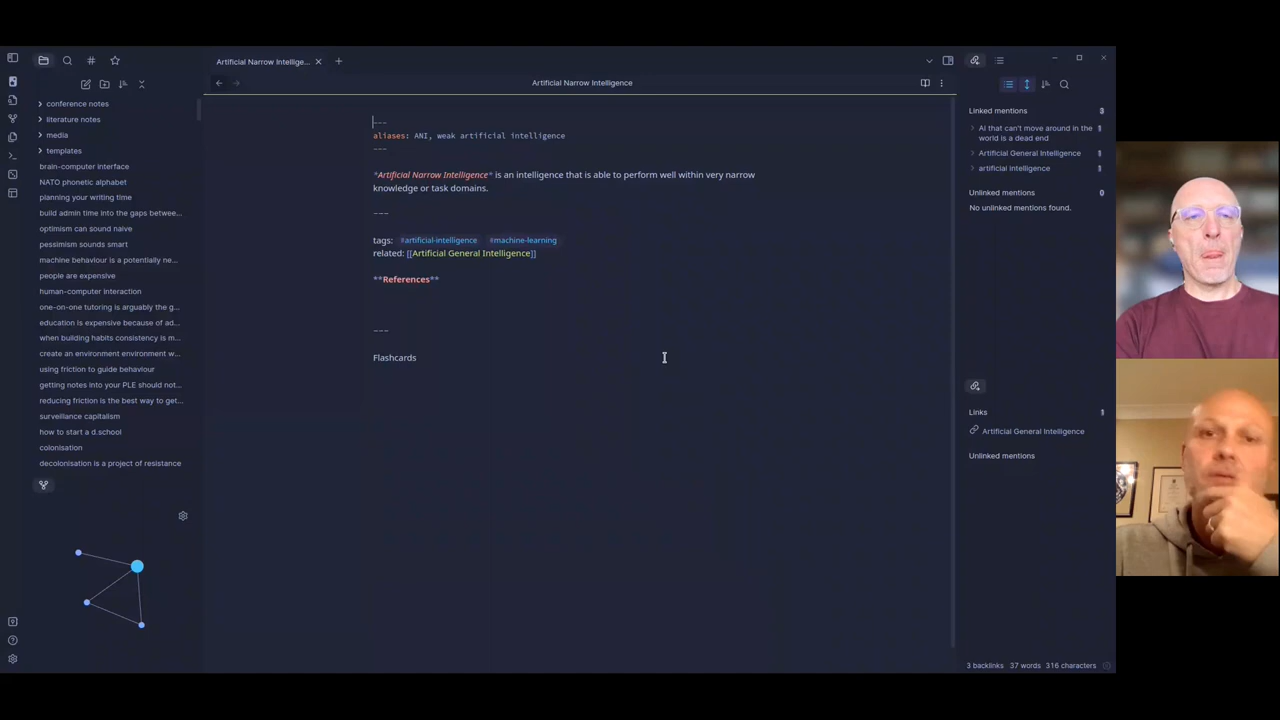 Artificial Narrow Intellige...
Artificial Narrow Intelligence
conference notes
literature notes
media
templates
brain-computer interface
NATO phonetic alphabet
planning your writing time
build admin time into the gaps betwee...
optimism can sound naive
pessimism sounds smart
machine behaviour is a potentially ne...
people are expensive
human-computer interaction
one-on-one tutoring is arguably the g...
education is expensive because of ad...
when building habits consistency is m...
create an environment environment w...
using friction to guide behaviour
getting notes into your PLE should not...
reducing friction is the best way to get...
surveillance capitalism
how to start a d.school
colonisation
decolonisation is a project of resistance
---
aliases: ANI, weak artificial intelligence
---
*Artificial Narrow Intelligence* is an intelligence that is able to perform well within very narrow
knowledge or task domains.
---
tags: #artificial-intelligence #machine-learning
related: [[Artificial General Intelligence]]
**References**
---
Flashcards
Linked mentions 3
AI that can't move around in the 1
world is a dead end
Artificial General Intelligence 1
artificial intelligence 1
Unlinked mentions 0
No unlinked mentions found.
Links 1
Artificial General Intelligence
Unlinked mentions
3 backlinks 37 words 316 characters